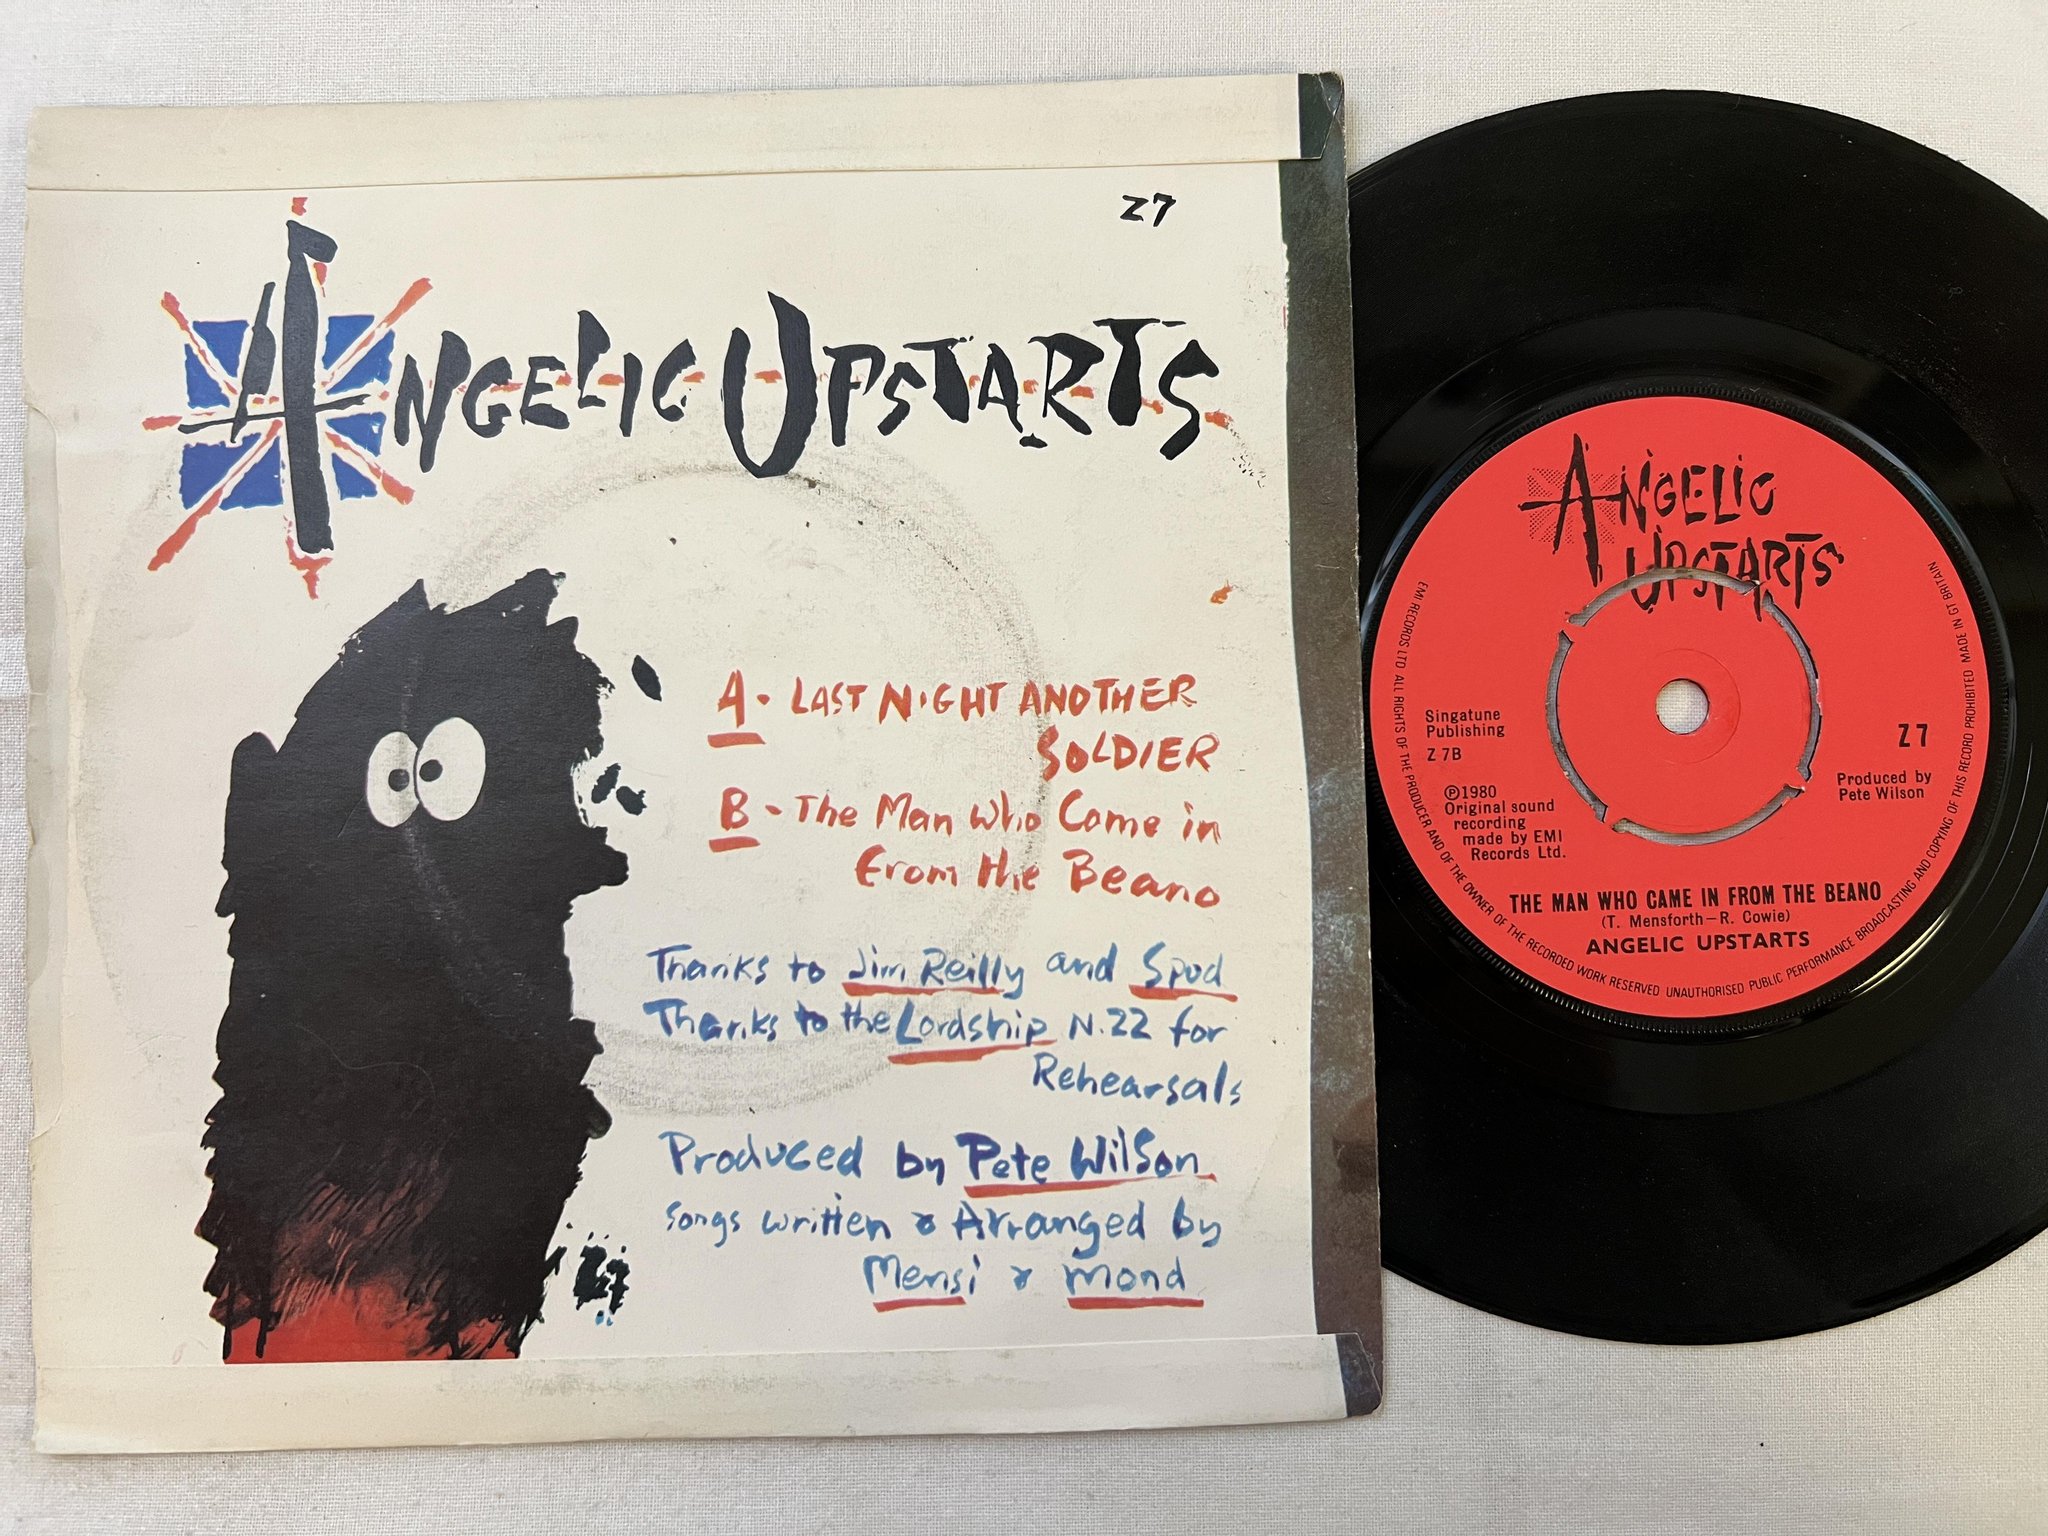 Z7
ANGELIC UPSTARTS
A. LAST NIGHT ANOTHER
SOLDIER
B - The Man Who Came in
from the Beano
Thanks to Jim Reilly and Spud
Thanks to the Lordship N.22 for
Rehearsals
Produced by Pete Wilson
songs written & Arranged by
Mensi & Mond
ANGELIC
UPSTARTS
Singatune
Publishing
Z 7B
Z 7
Produced by
Pete Wilson
℗1980
Original sound
recording
made by EMI
Records Ltd.
THE MAN WHO CAME IN FROM THE BEANO
(T. Mensforth–R. Cowie)
ANGELIC UPSTARTS
EMI RECORDS LTD ALL RIGHTS OF THE PRODUCER AND OF THE OWNER OF THE RECORDED WORK RESERVED UNAUTHORISED PUBLIC PERFORMANCE BROADCASTING AND COPYING OF THIS RECORD PROHIBITED MADE IN GT BRITAIN